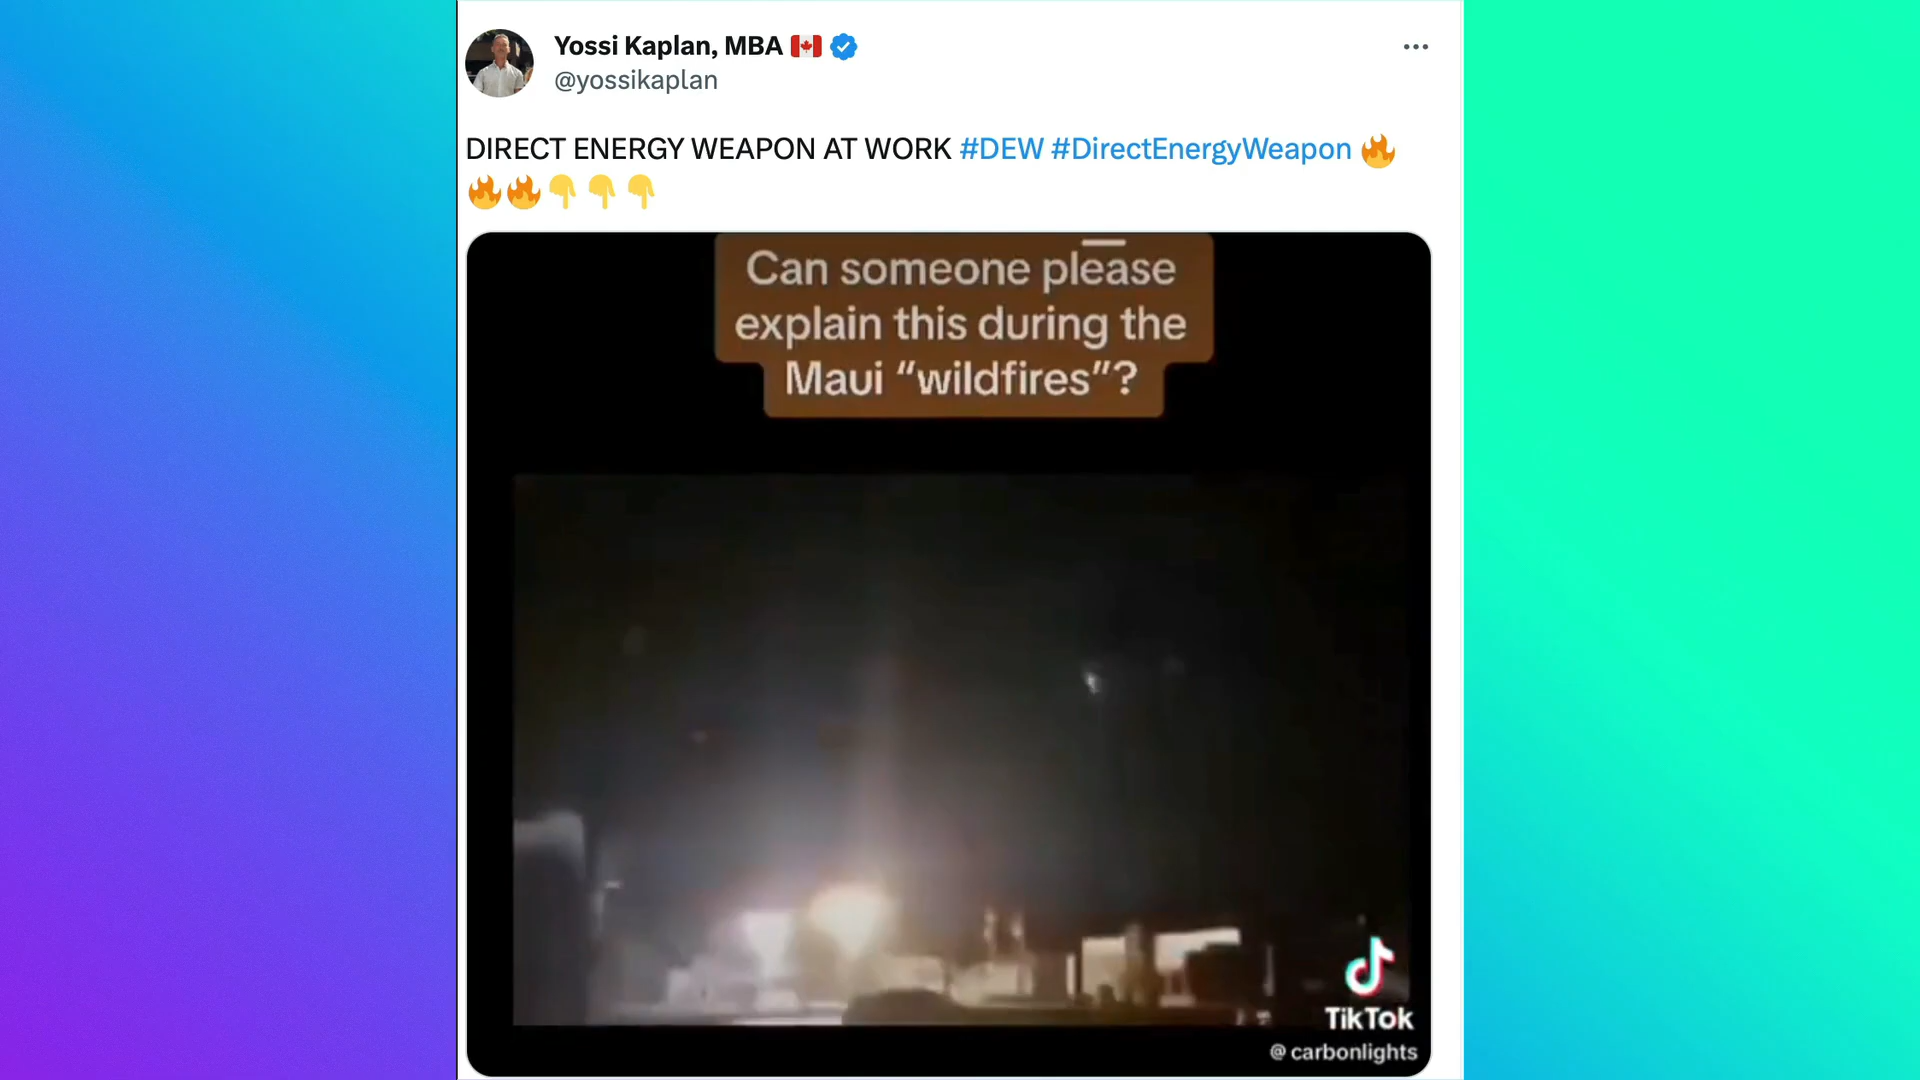 Yossi Kaplan, MBA 🇨🇦
@yossikaplan
DIRECT ENERGY WEAPON AT WORK #DEW #DirectEnergyWeapon 🔥
🔥🔥👇👇👇
Can someone please
explain this during the
Maui “wildfires”?
TikTok
@carbonlights